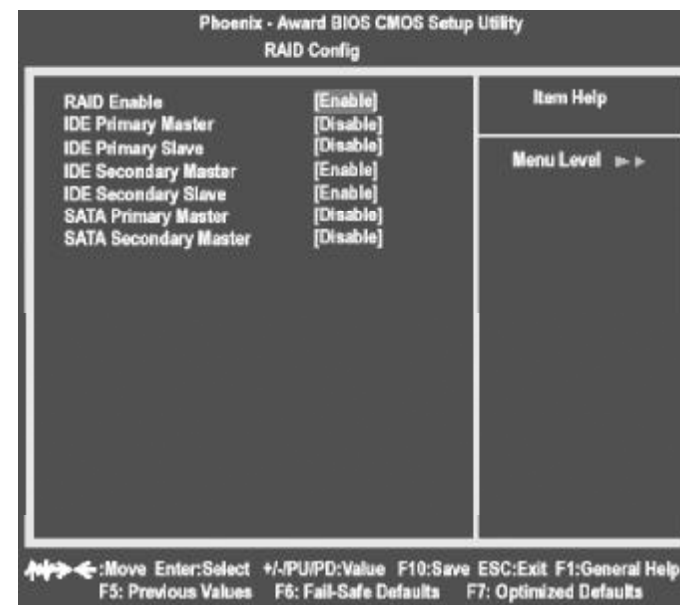 Phoenix - Award BIOS CMOS Setup Utility
RAID Config
RAID Enable [Enable]
IDE Primary Master [Disable]
IDE Primary Slave [Disable]
IDE Secondary Master [Enable]
IDE Secondary Slave [Enable]
SATA Primary Master [Disable]
SATA Secondary Master [Disable]
Item Help
Menu Level ►►
:Move Enter:Select +/-/PU/PD:Value F10:Save ESC:Exit F1:General Help
F5: Previous Values F6: Fail-Safe Defaults F7: Optimized Defaults